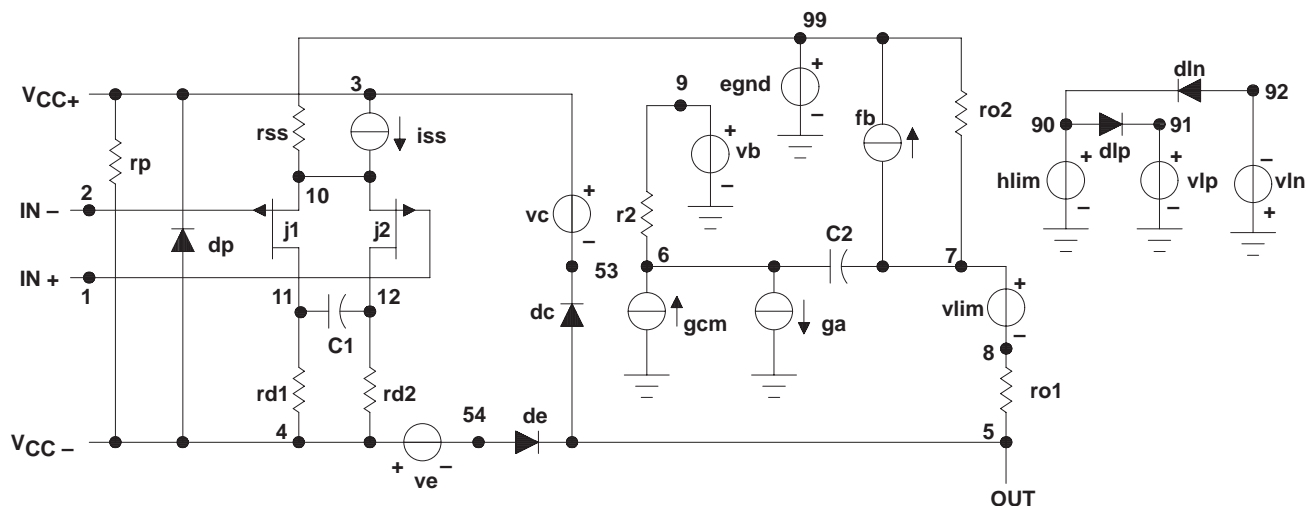 99
9
egnd
+
–
fb
ro2
dln
92
VCC+
3
rss
iss
+
vb
–
90
91
dlp
rp
hlim
+
–
vlp
+
–
vln
–
+
2
IN –
10
j1
j2
dp
vc
+
–
r2
C2
6
7
IN +
1
11
12
53
C1
dc
gcm
ga
+
vlim
–
8
rd1
rd2
ro1
VCC –
4
54
de
5
+
–
ve
OUT